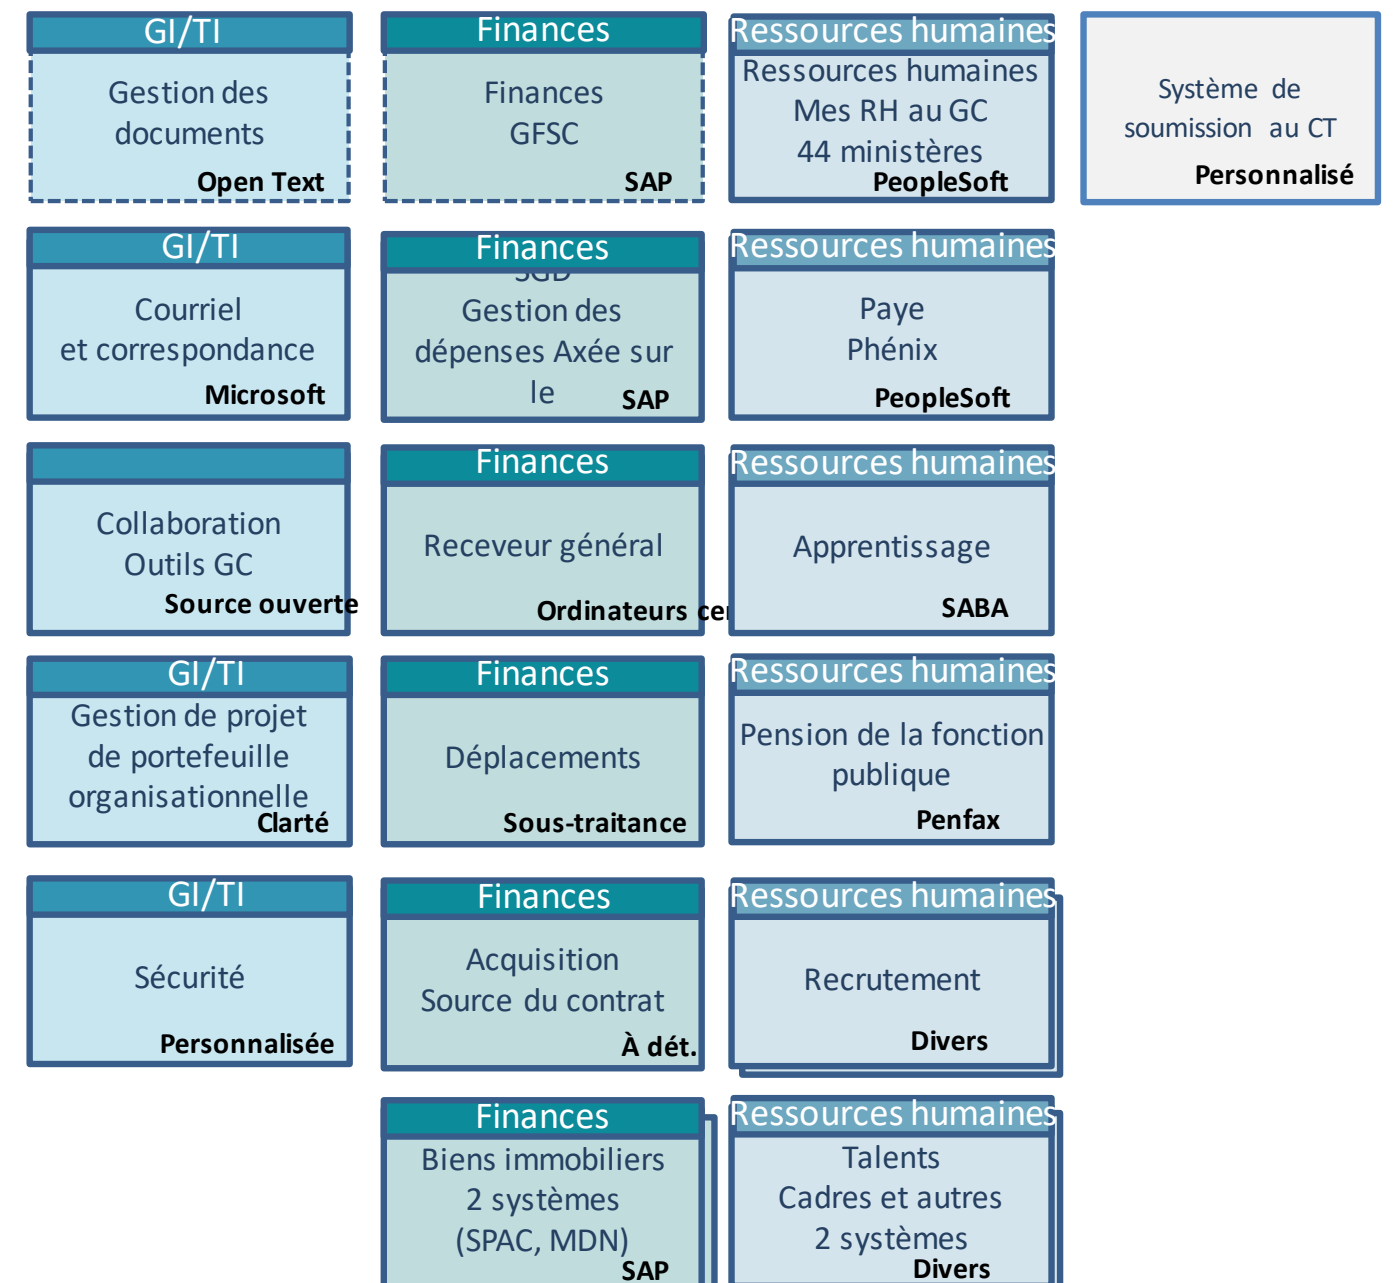 GI/TI
Gestion des
documents
Open Text
Finances
Finances
GFSC
SAP
Ressources humaines
Ressources humaines
Mes RH au GC
44 ministères
PeopleSoft
Système de
soumission au CT
Personnalisé
GI/TI
Courriel
et correspondance
Microsoft
Finances
SGD
Gestion des
dépenses Axée sur
le
SAP
Ressources humaines
Paye
Phénix
PeopleSoft
Collaboration
Outils GC
Source ouverte
Finances
Receveur général
Ordinateurs
Ressources humaines
Apprentissage
SABA
GI/TI
Gestion de projet
de portefeuille
organisationnelle
Clarté
Finances
Déplacements
Sous-traitance
Ressources humaines
Pension de la fonction
publique
Penfax
GI/TI
Sécurité
Personnalisée
Finances
Acquisition
Source du contrat
À dét.
Ressources humaines
Recrutement
Divers
Finances
Biens immobiliers
2 systèmes
(SPAC, MDN)
SAP
Ressources humaines
Talents
Cadres et autres
2 systèmes
Divers